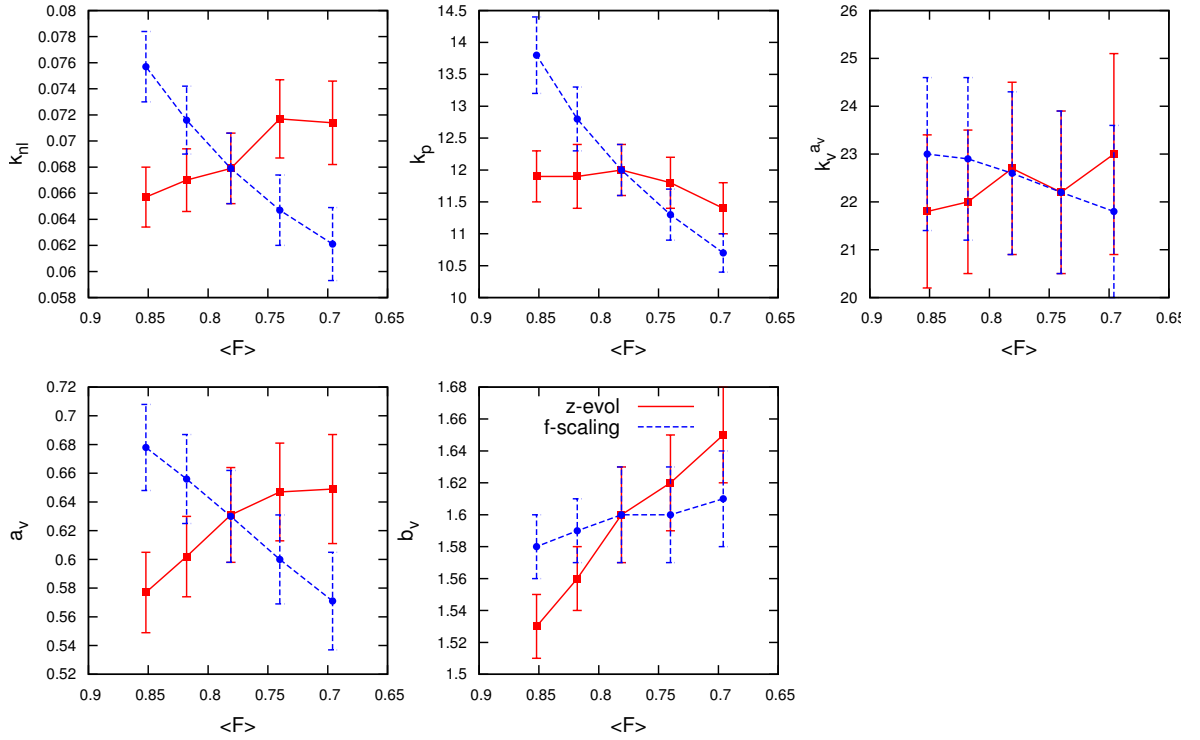 0.08
0.078
0.076
0.074
0.072
0.07
0.068
0.066
0.064
0.062
0.06
0.058
k_nl
0.9 0.85 0.8 0.75 0.7 0.65
<F>
14.5
14
13.5
13
12.5
12
11.5
11
10.5
10
k_p
0.9 0.85 0.8 0.75 0.7 0.65
<F>
26
25
24
23
22
21
20
k_v^a_v
0.9 0.85 0.8 0.75 0.7 0.65
<F>
0.72
0.7
0.68
0.66
0.64
0.62
0.6
0.58
0.56
0.54
0.52
a_v
0.9 0.85 0.8 0.75 0.7 0.65
<F>
1.68
1.66
1.64
1.62
1.6
1.58
1.56
1.54
1.52
1.5
b_v
z-evol
f-scaling
0.9 0.85 0.8 0.75 0.7 0.65
<F>